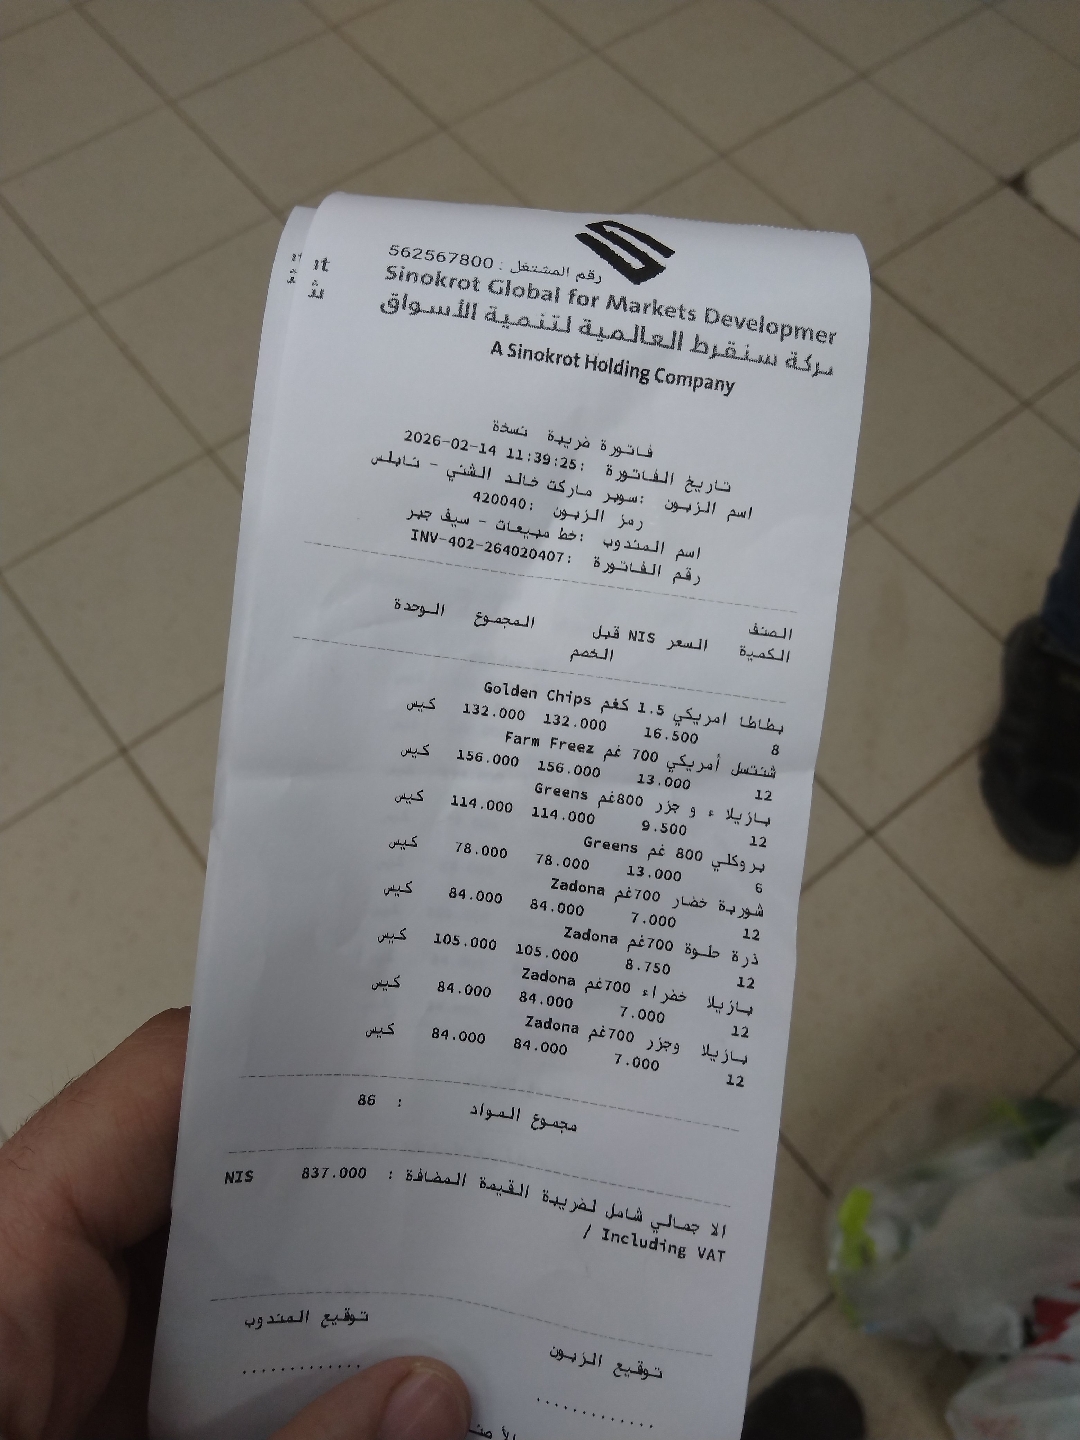 رقم المشتغل : 562567800
Sinokrot Global for Markets Developmer
شركة سنقرط العالمية لتنمية الأسواق
A Sinokrot Holding Company
فاتورة ضريبة نسخة
تاريخ الفاتورة :2026-02-14 11:39:25
اسم الزبون :سوبر ماركت خالد الشني - نابلس
رمز الزبون :420040
اسم المندوب :خط مبيعات - سيف جبر
رقم الفاتورة :INV-402-264020407
الصنف
الكمية السعر NIS قبل المجموع الوحدة
الخصم
بطاطا امريكي 1.5 كغم Golden Chips
8 16.500 132.000 132.000 كيس
شنتسل أمريكي 700 غم Farm Freez
12 13.000 156.000 156.000 كيس
بازيلاء و جزر 800غم Greens
12 9.500 114.000 114.000 كيس
بروكلي 800 غم Greens
6 13.000 78.000 78.000 كيس
شوربة خضار 700غم Zadona
12 7.000 84.000 84.000 كيس
ذرة حلوة 700غم Zadona
12 8.750 105.000 105.000 كيس
بازيلا خضراء 700غم Zadona
12 7.000 84.000 84.000 كيس
بازيلا وجزر 700غم Zadona
12 7.000 84.000 84.000 كيس
مجموع المواد : 86
الاجمالي شامل لضريبة القيمة المضافة : 837.000 NIS
/ Including VAT
توقيع المندوب
توقيع الزبون